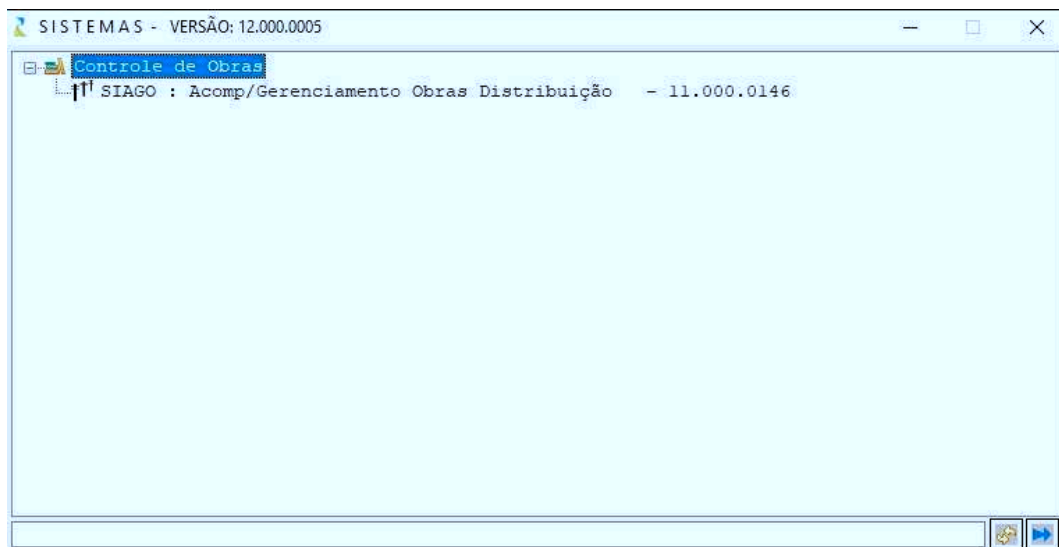 SISTEMAS - VERSÃO: 12.000.0005
Controle de Obras
SIAGO : Acomp/Gerenciamento Obras Distribuição - 11.000.0146